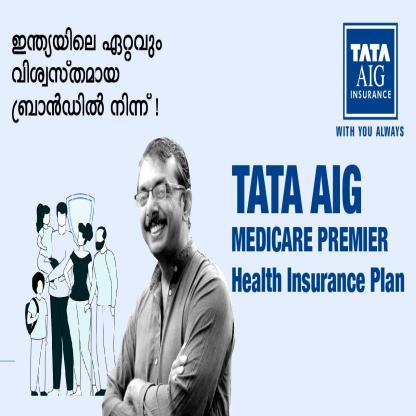 ഇന്ത്യയിലെ ഏറ്റവും
വിശ്വസ്തമായ
ബ്രാൻഡിൽ നിന്ന് !
TATA
AIG
INSURANCE
WITH YOU ALWAYS
TATA AIG
MEDICARE PREMIER
Health Insurance Plan